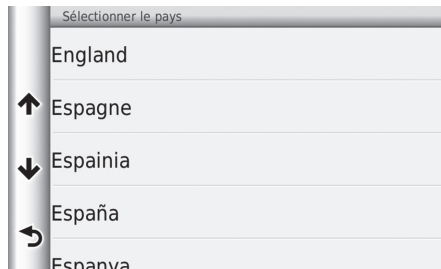 Sélectionner le pays
England
Espagne
Espainia
España
Espanya